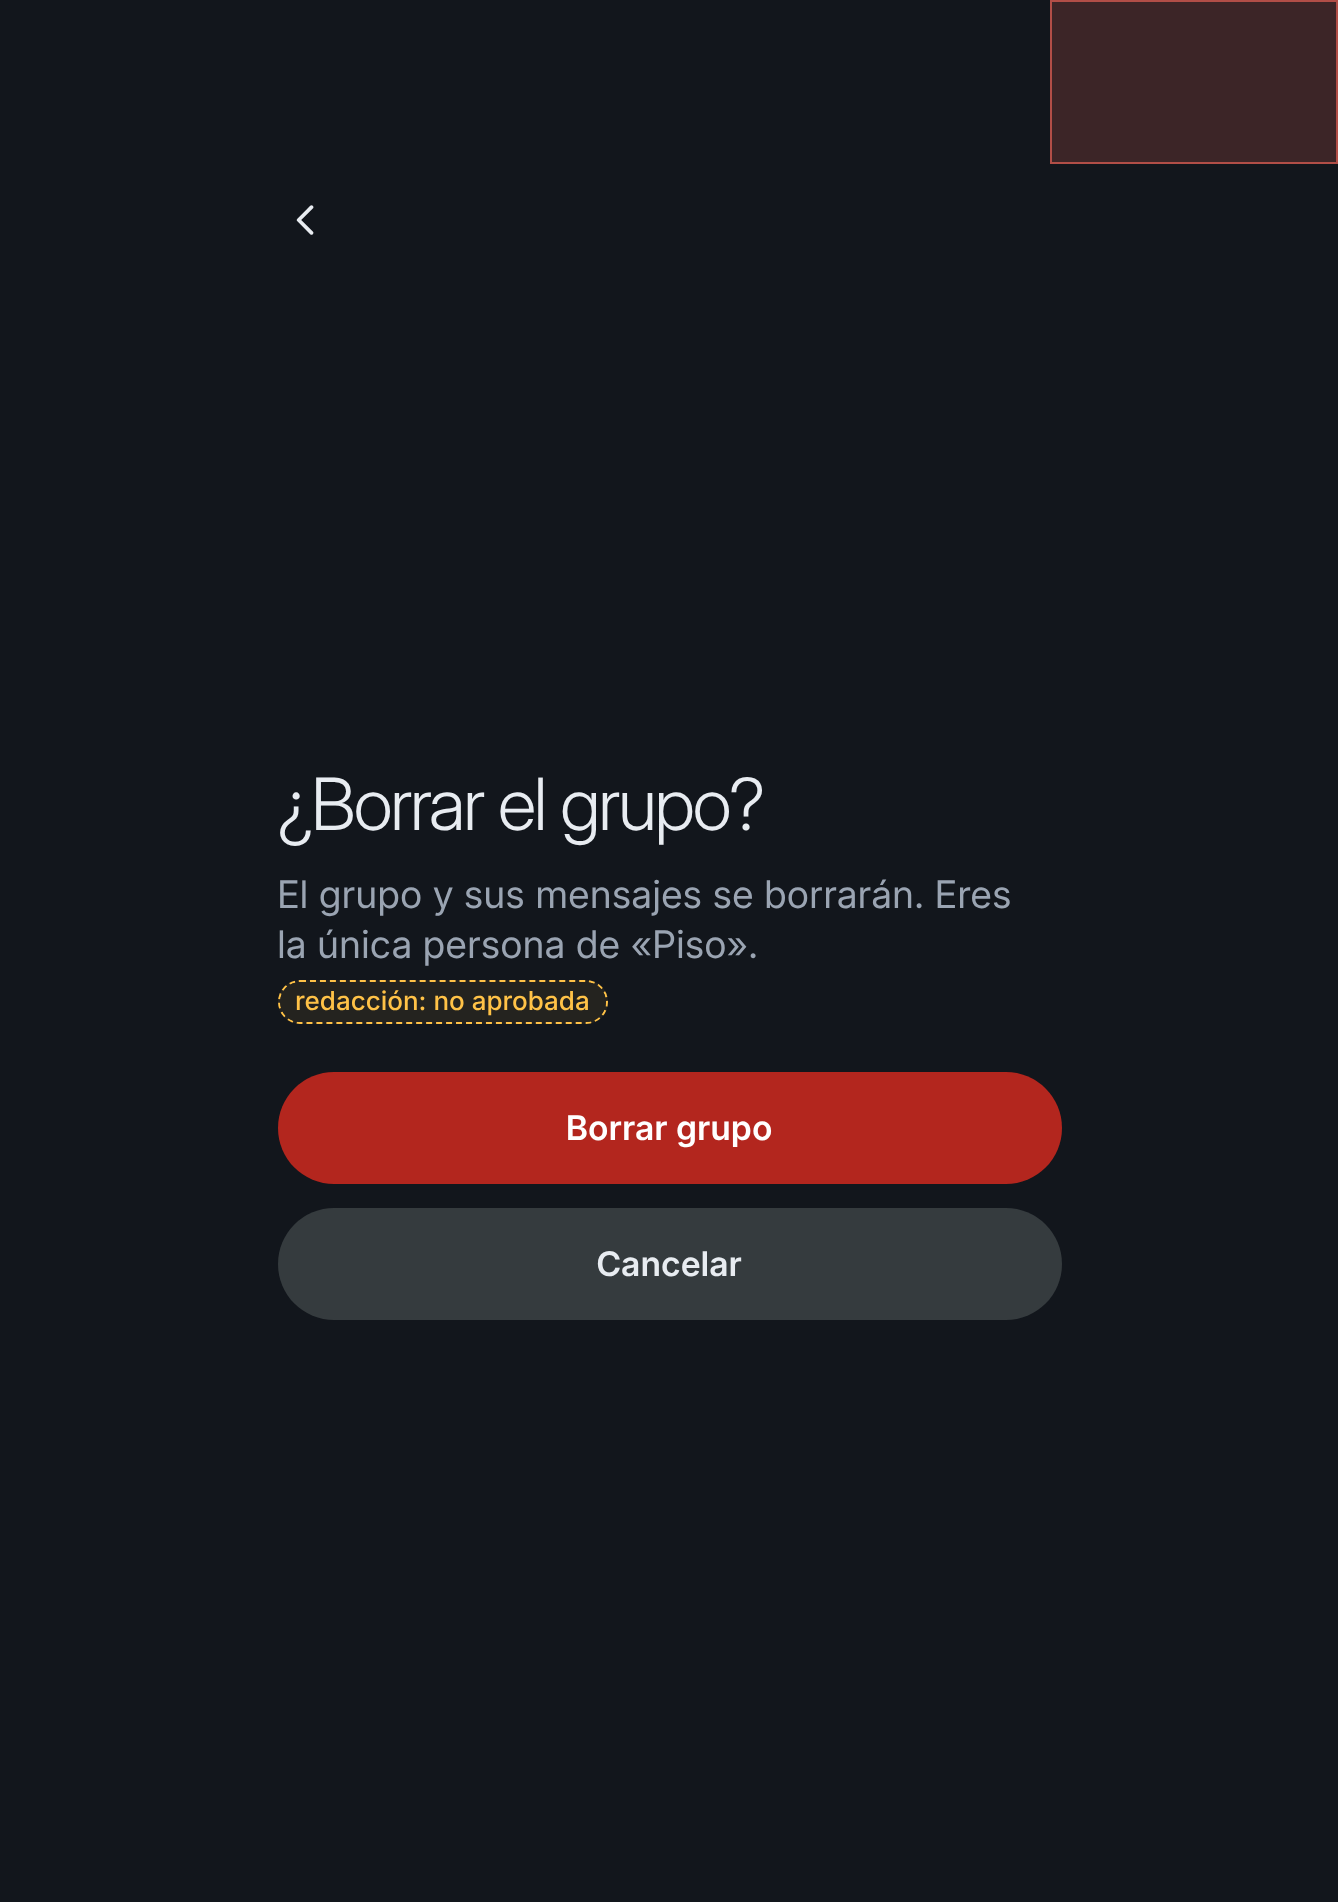 ¿Borrar el grupo?
El grupo y sus mensajes se borrarán. Eres
la única persona de «Piso».
redacción: no aprobada
Borrar grupo
Cancelar